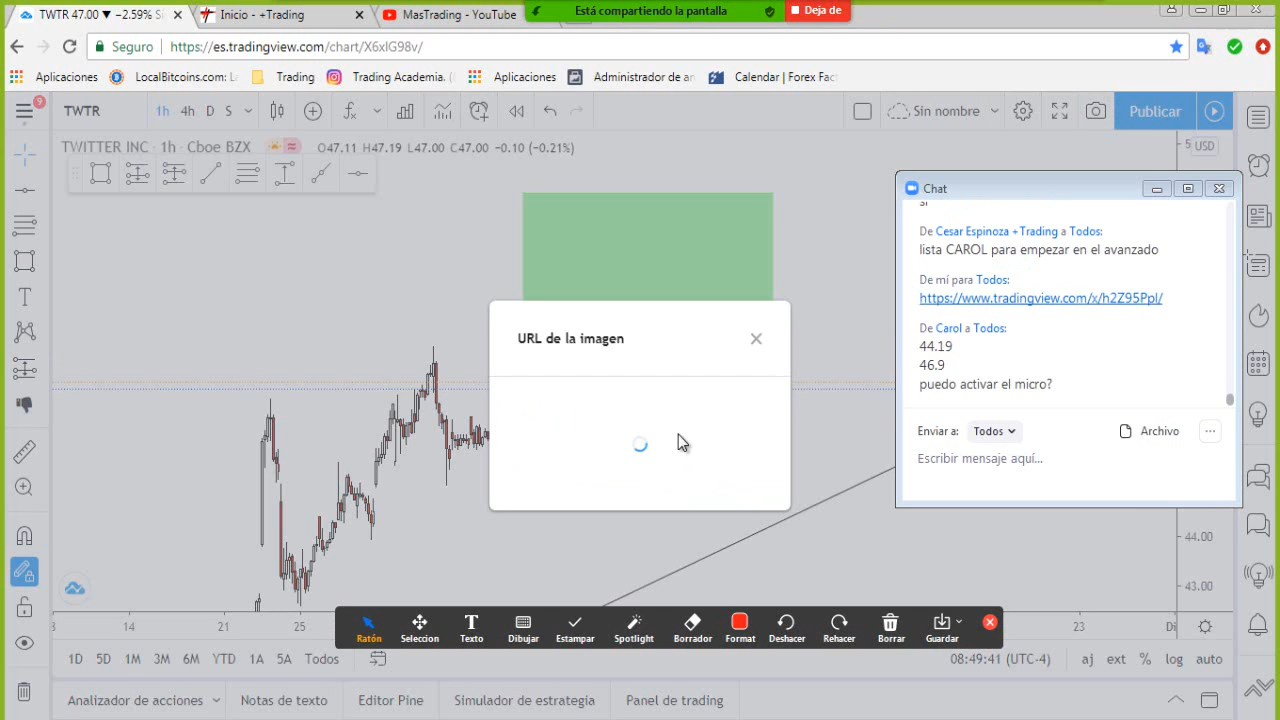 Está compartiendo la pantalla
Deja de
TWTR 47.00 ▼ −2.59%
Inicio - +Trading
MasTrading - YouTube
Seguro
https://es.tradingview.com/chart/X6xIG98v/
Aplicaciones
LocalBitcoins.com:
Trading
Trading Academia. (
Aplicaciones
Administrador de an
Calendar | Forex Fact
9
TWTR
1h
4h
D
S
Sin nombre
Publicar
TWITTER INC · 1h · Cboe BZX
O47.11 H47.19 L47.00 C47.00 −0.10 (−0.21%)
USD
Chat
si
De Cesar Espinoza +Trading a Todos:
lista CAROL para empezar en el avanzado
De mí para Todos:
https://www.tradingview.com/x/h2Z95Ppl/
De Carol a Todos:
44.19
46.9
puedo activar el micro?
Enviar a:
Todos
Archivo
Escribir mensaje aquí...
URL de la imagen
44.00
43.00
14
21
25
23
Di
Ratón
Seleccion
Texto
Dibujar
Estampar
Spotlight
Borrador
Format
Deshacer
Rehacer
Borrar
Guardar
1D
5D
1M
3M
6M
YTD
1A
5A
Todos
08:49:41 (UTC-4)
aj
ext
%
log
auto
Analizador de acciones
Notas de texto
Editor Pine
Simulador de estrategia
Panel de trading